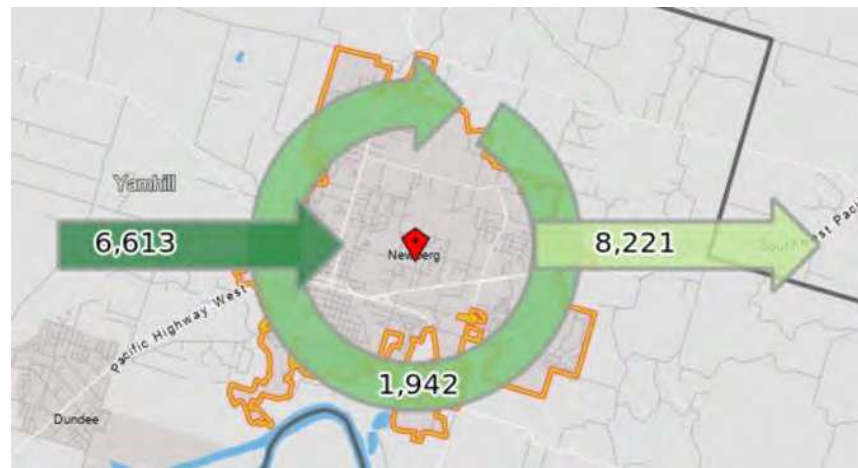 Yamhill
6,613
8,221
Newberg
Pacific Highway West
1,942
Dundee